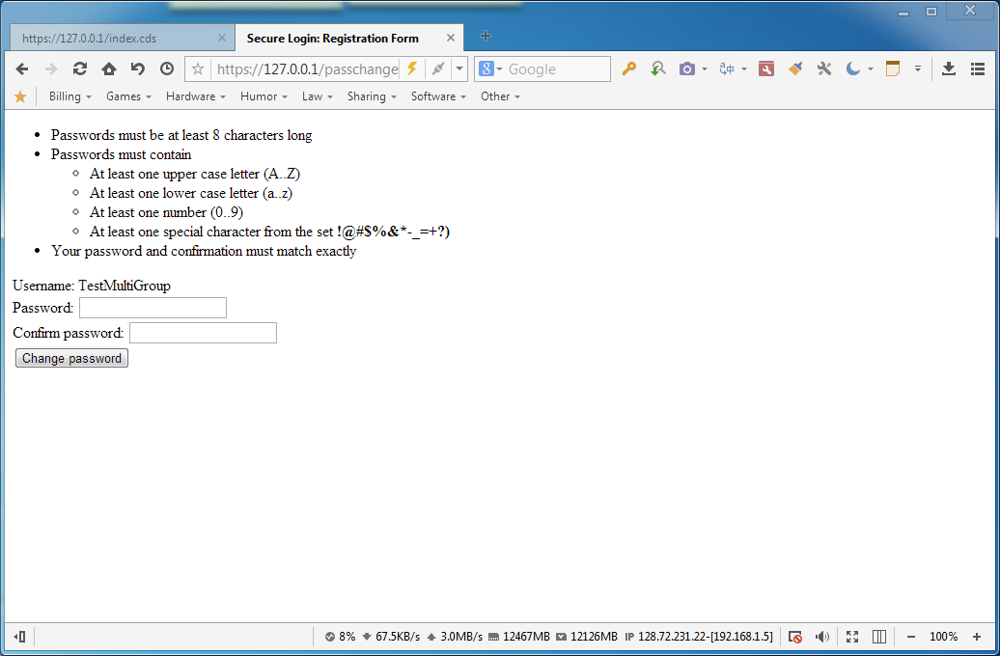 https://127.0.0.1/index.cds
Secure Login: Registration Form
https://127.0.0.1/passchange
8 Google
Billing Games Hardware Humor Law Sharing Software Other
Passwords must be at least 8 characters long
Passwords must contain
At least one upper case letter (A..Z)
At least one lower case letter (a..z)
At least one number (0..9)
At least one special character from the set !@#$%&*-_=+?)
Your password and confirmation must match exactly
Username: TestMultiGroup
Password:
Confirm password:
Change password
8% 67.5KB/s 3.0MB/s 12467MB 12126MB IP 128.72.231.22-[192.168.1.5] 100%